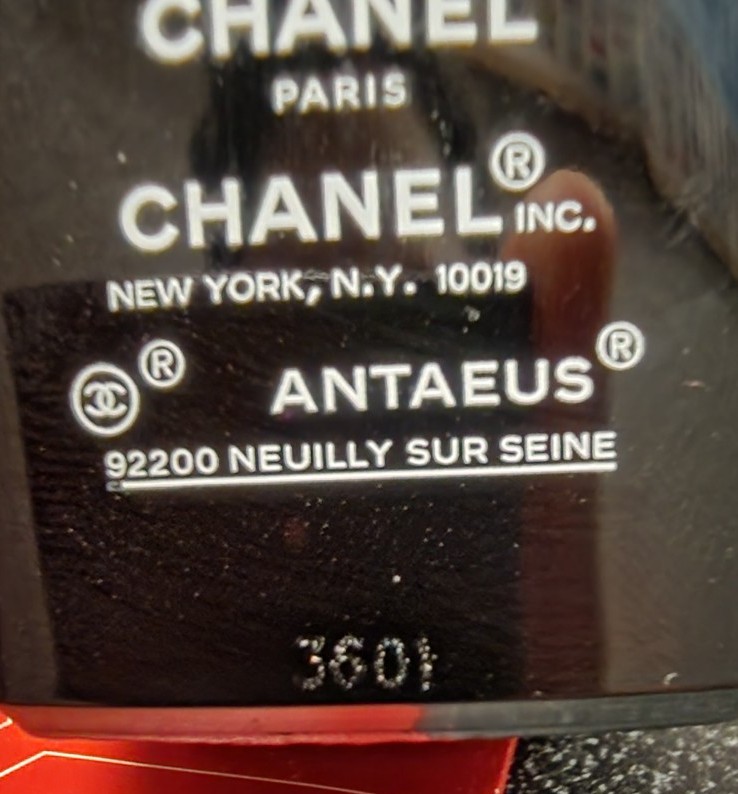 CHANEL
PARIS
CHANEL® INC.
NEW YORK, N.Y. 10019
® ANTAEUS®
92200 NEUILLY SUR SEINE
3601